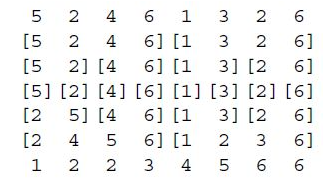 5 2 4 6 1 3 2 6
[5 2 4 6] [1 3 2 6]
[5 2] [4 6] [1 3] [2 6]
[5] [2] [4] [6] [1] [3] [2] [6]
[2 5] [4 6] [1 3] [2 6]
[2 4 5 6] [1 2 3 6]
1 2 2 3 4 5 6 6